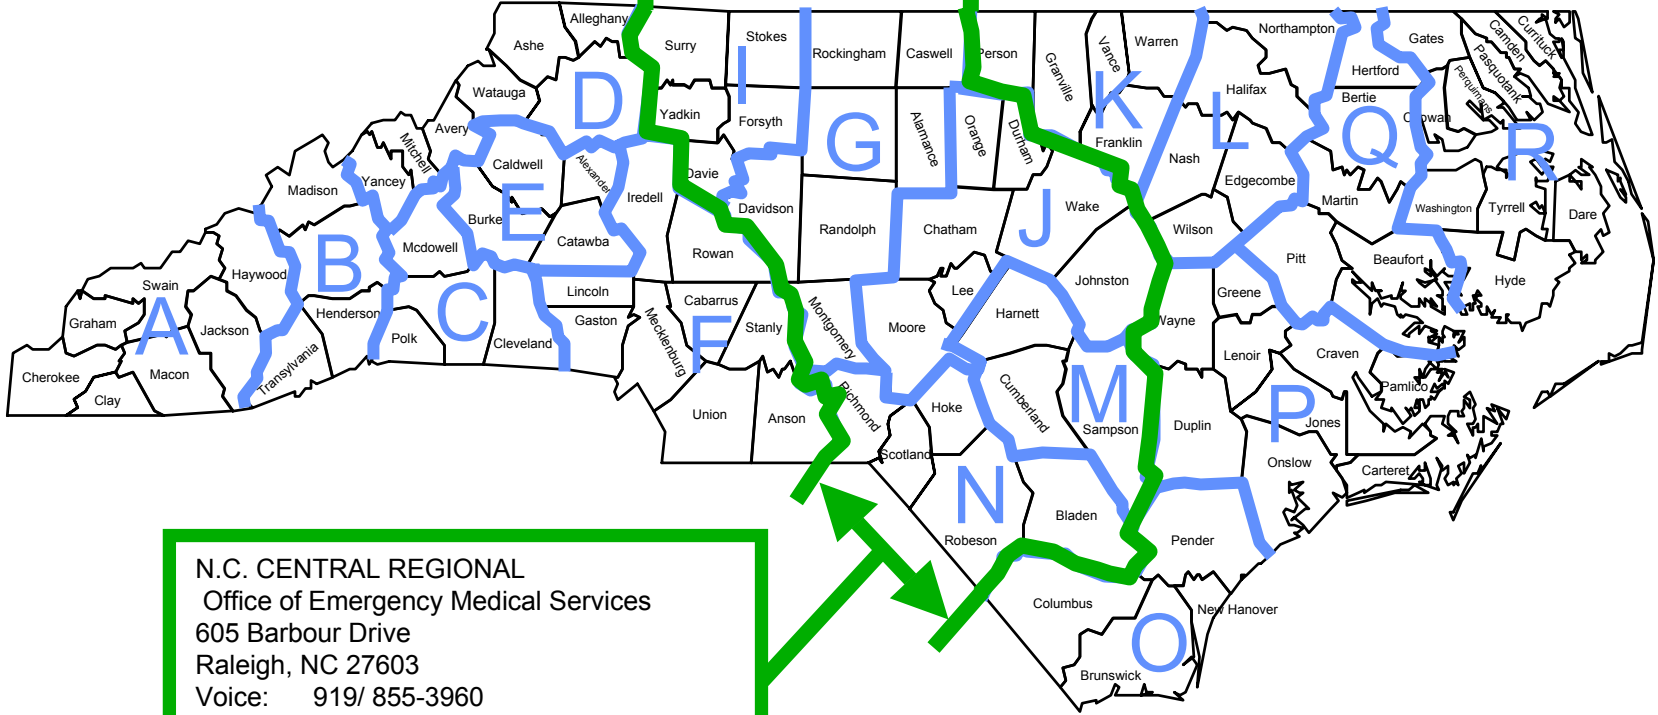 Alleghany
Ashe
Surry
Stokes
Rockingham
Caswell
Person
Granville
Vance
Warren
Northampton
Gates
Camden
Currituck
Pasquotank
Perquimans
Hertford
Halifax
Bertie
Chowan
Watauga
D
I
Yadkin
Forsyth
G
Alamance
Orange
Durham
K
Franklin
L
Nash
Q
R
Avery
Mitchell
Caldwell
Alexander
Madison
Yancey
Iredell
Davie
Davidson
Edgecombe
Martin
Washington
Tyrrell
Dare
E
Burke
Catawba
Rowan
Randolph
Chatham
J
Wake
Wilson
Mcdowell
B
Haywood
Pitt
Beaufort
Hyde
Swain
Graham
A
Jackson
Henderson
Polk
C
Cleveland
Lincoln
Gaston
Mecklenburg
Cabarrus
F
Stanly
Montgomery
Moore
Lee
Harnett
Johnston
Wayne
Greene
Lenoir
Craven
Pamlico
Cherokee
Macon
Clay
Transylvania
Union
Anson
Richmond
Hoke
Scotland
Cumberland
M
Sampson
Duplin
P
Jones
Onslow
Carteret
N
Robeson
Bladen
Pender
Columbus
New Hanover
O
Brunswick
N.C. CENTRAL REGIONAL
Office of Emergency Medical Services
605 Barbour Drive
Raleigh, NC 27603
Voice: 919/ 855-3960